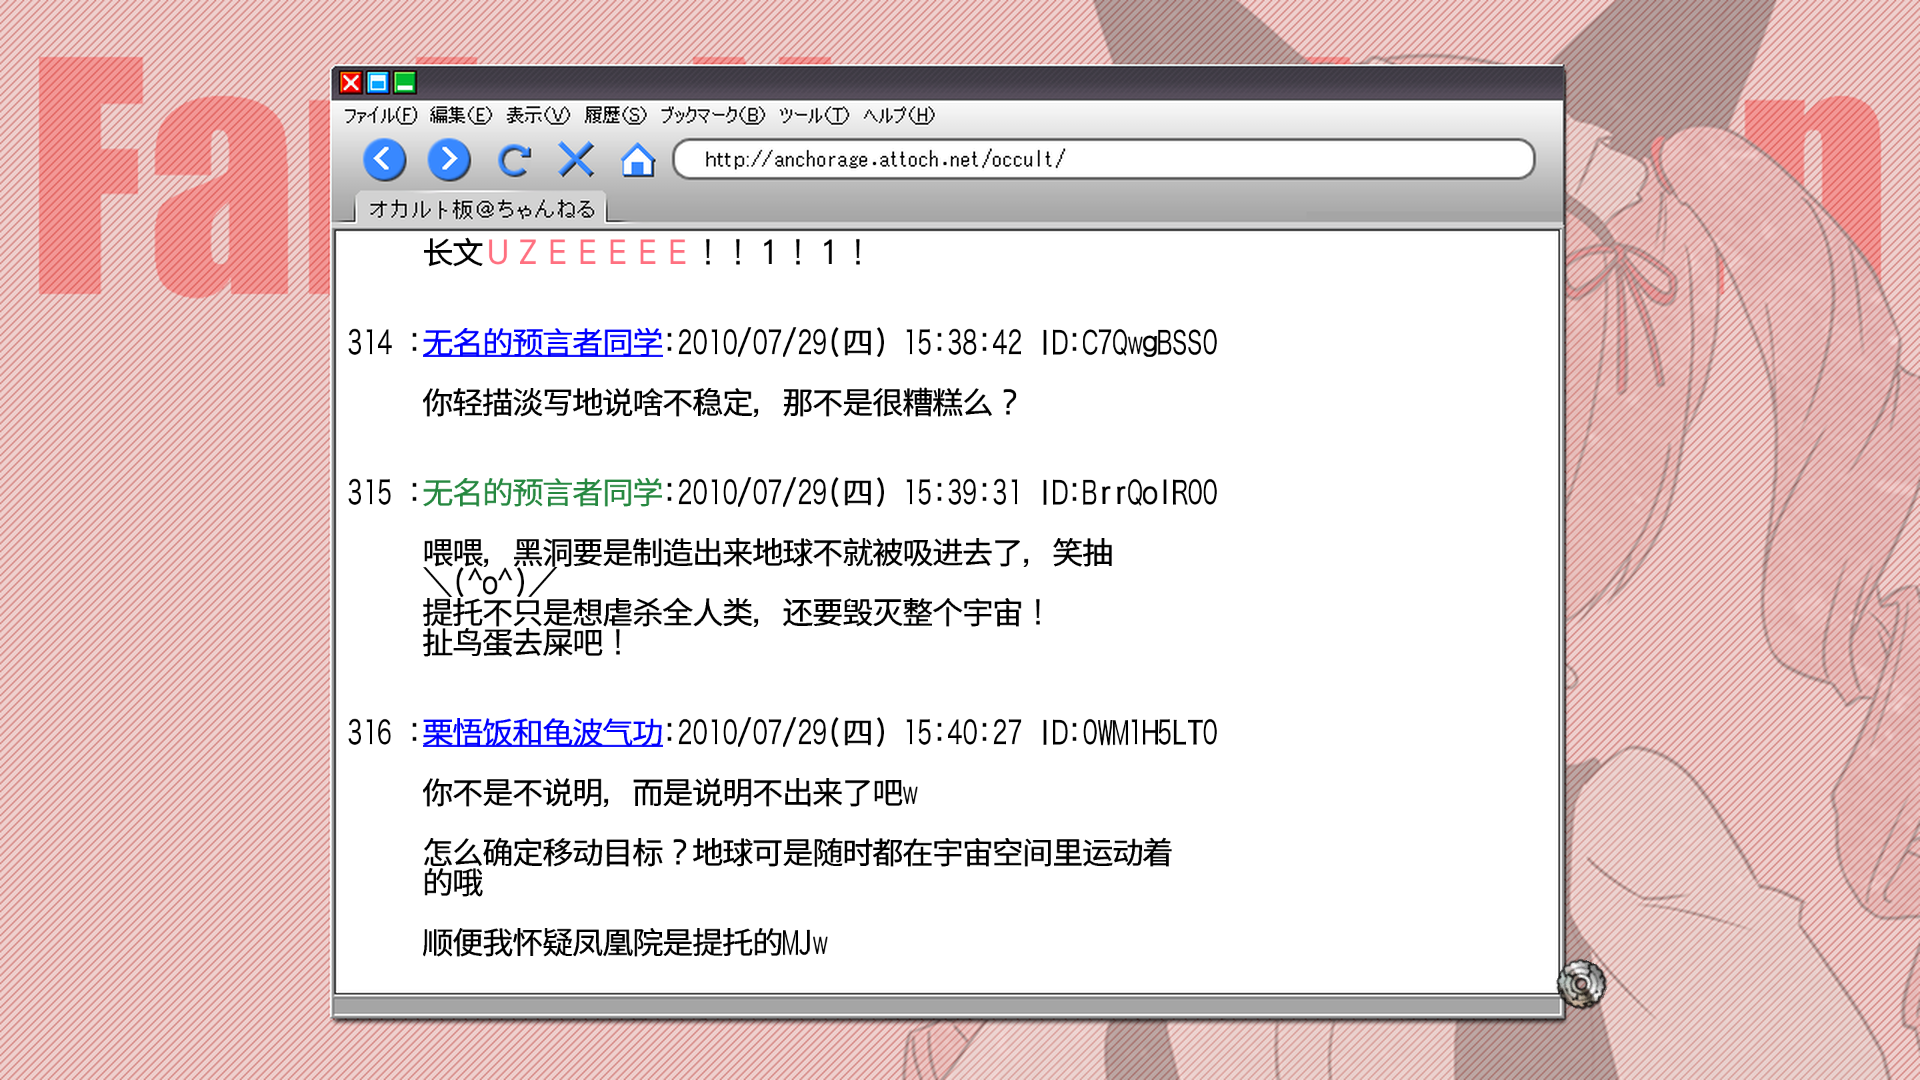 ファイル(F) 編集(E) 表示(V) 履歴(S) ブックマーク(B) ツール(T) ヘルプ(H)
http://anchorage.attoch.net/occult/
オカルト板@ちゃんねる
长文ＵＺＥＥＥＥＥ！！１！１！
314 :无名的预言者同学:2010/07/29(四) 15:38:42 ID:C7QwgBSS0
你轻描淡写地说啥不稳定，那不是很糟糕么？
315 :无名的预言者同学:2010/07/29(四) 15:39:31 ID:BrrQolRO0
喂喂，黑洞要是制造出来地球不就被吸进去了，笑抽
＼(^o^)／
提托不只是想虐杀全人类，还要毁灭整个宇宙！
扯鸟蛋去屎吧！
316 :栗悟饭和龟波气功:2010/07/29(四) 15:40:27 ID:OWM1H5LT0
你不是不说明，而是说明不出来了吧w
怎么确定移动目标？地球可是随时都在宇宙空间里运动着
的哦
顺便我怀疑凤凰院是提托的MJw